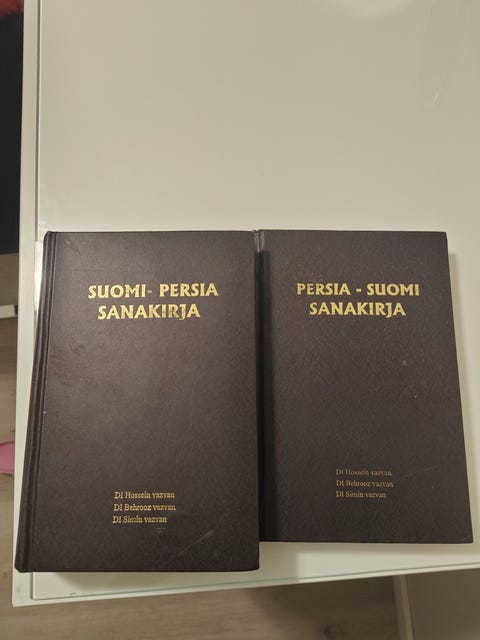 SUOMI- PERSIA
SANAKIRJA
DI Hossein vazvan
DI Behrooz vazvan
DI Simin vazvan
PERSIA - SUOMI
SANAKIRJA
DI Hossein vazvan
DI Behrooz vazvan
DI Simin vazvan